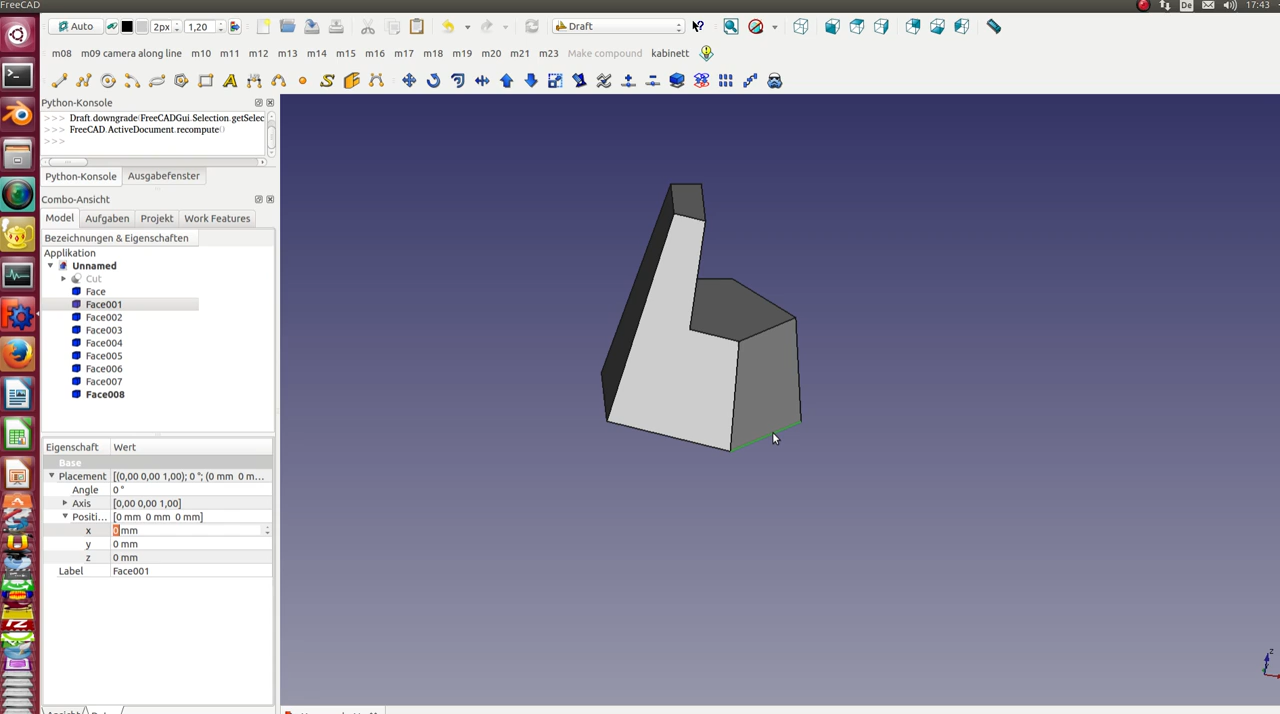 FreeCAD
De 17:43
Auto 2px 1,20 Draft
m08 m09 camera along line m10 m11 m12 m13 m14 m15 m16 m17 m18 m19 m20 m21 m23 Make compound kabinett
Python-Konsole
>>> Draft.downgrade(FreeCADGui.Selection.getSelec
>>> FreeCAD.ActiveDocument.recompute()
>>>
Python-Konsole Ausgabefenster
Combo-Ansicht
Model Aufgaben Projekt Work Features
Bezeichnungen & Eigenschaften
Applikation
Unnamed
Cut
Face
Face001
Face002
Face003
Face004
Face005
Face006
Face007
Face008
Eigenschaft Wert
Base
Placement [(0,00 0,00 1,00); 0 °; (0 mm 0 m...
Angle 0 °
Axis [0,00 0,00 1,00]
Positi... [0 mm 0 mm 0 mm]
x 0 mm
y 0 mm
z 0 mm
Label Face001
z